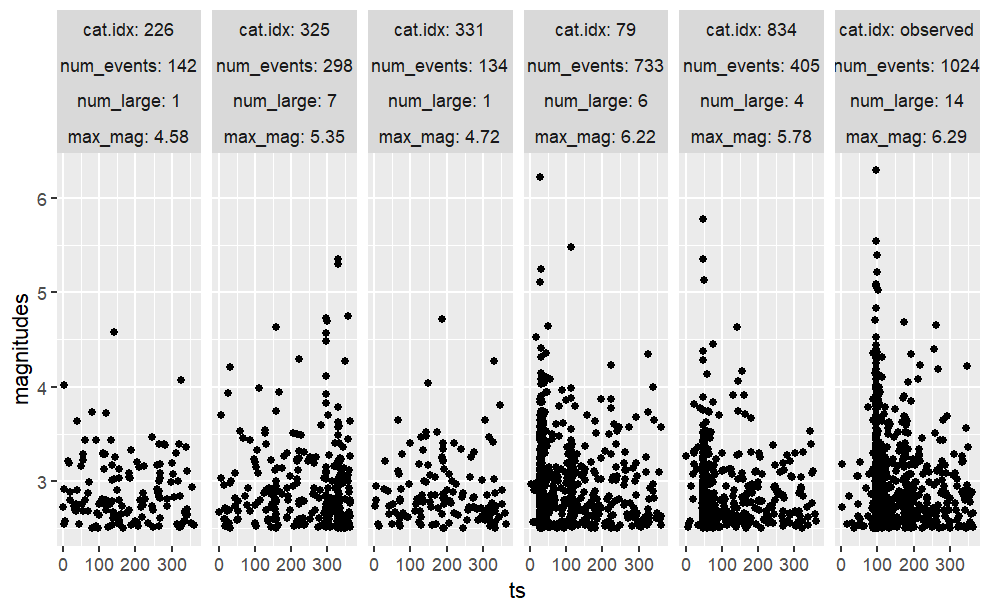 cat.idx: 226 cat.idx: 325 cat.idx: 331 cat.idx: 79 cat.idx: 834 cat.idx: observed
num_events: 142 num_events: 298 num_events: 134 num_events: 733 num_events: 405 num_events: 1024
num_large: 1 num_large: 7 num_large: 1 num_large: 6 num_large: 4 num_large: 14
max_mag: 4.58 max_mag: 5.35 max_mag: 4.72 max_mag: 6.22 max_mag: 5.78 max_mag: 6.29
magnitudes
6
5
4
3
0 100 200 300 0 100 200 300 0 100 200 300 0 100 200 300 0 100 200 300 0 100 200 300
ts